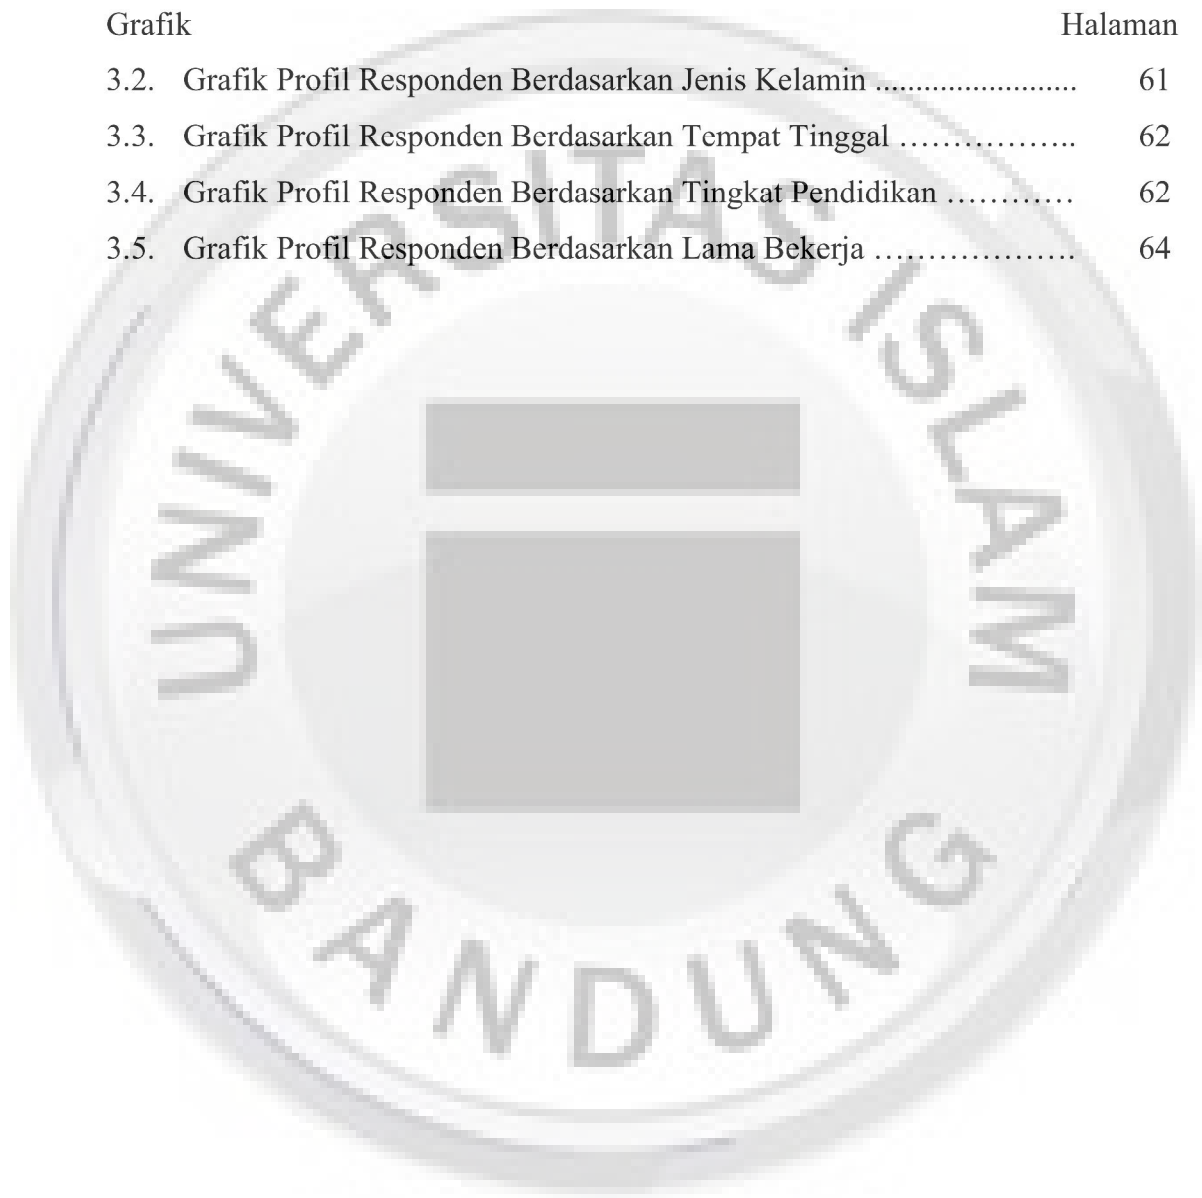 Grafik Halaman
3.2. Grafik Profil Responden Berdasarkan Jenis Kelamin ......................... 61
3.3. Grafik Profil Responden Berdasarkan Tempat Tinggal …………….. 62
3.4. Grafik Profil Responden Berdasarkan Tingkat Pendidikan ………… 62
3.5. Grafik Profil Responden Berdasarkan Lama Bekerja ………………. 64
UNIVERSITAS ISLAM
BANDUNG